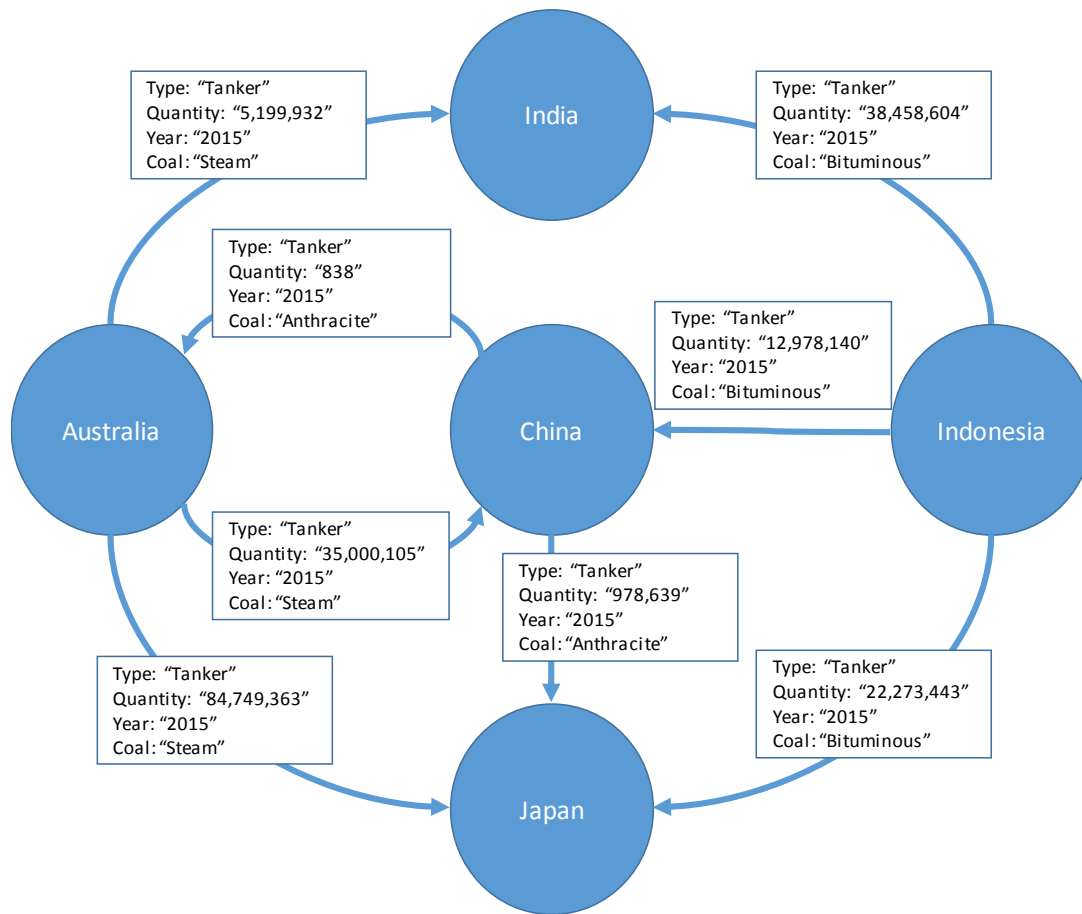 Type: “Tanker”
Quantity: “5,199,932”
Year: “2015”
Coal: “Steam”
India
Type: “Tanker”
Quantity: “38,458,604”
Year: “2015”
Coal: “Bituminous”
Type: “Tanker”
Quantity: “838”
Year: “2015”
Coal: “Anthracite”
Type: “Tanker”
Quantity: “12,978,140”
Year: “2015”
Coal: “Bituminous”
Australia
China
Indonesia
Type: “Tanker”
Quantity: “35,000,105”
Year: “2015”
Coal: “Steam”
Type: “Tanker”
Quantity: “978,639”
Year: “2015”
Coal: “Anthracite”
Type: “Tanker”
Quantity: “84,749,363”
Year: “2015”
Coal: “Steam”
Type: “Tanker”
Quantity: “22,273,443”
Year: “2015”
Coal: “Bituminous”
Japan